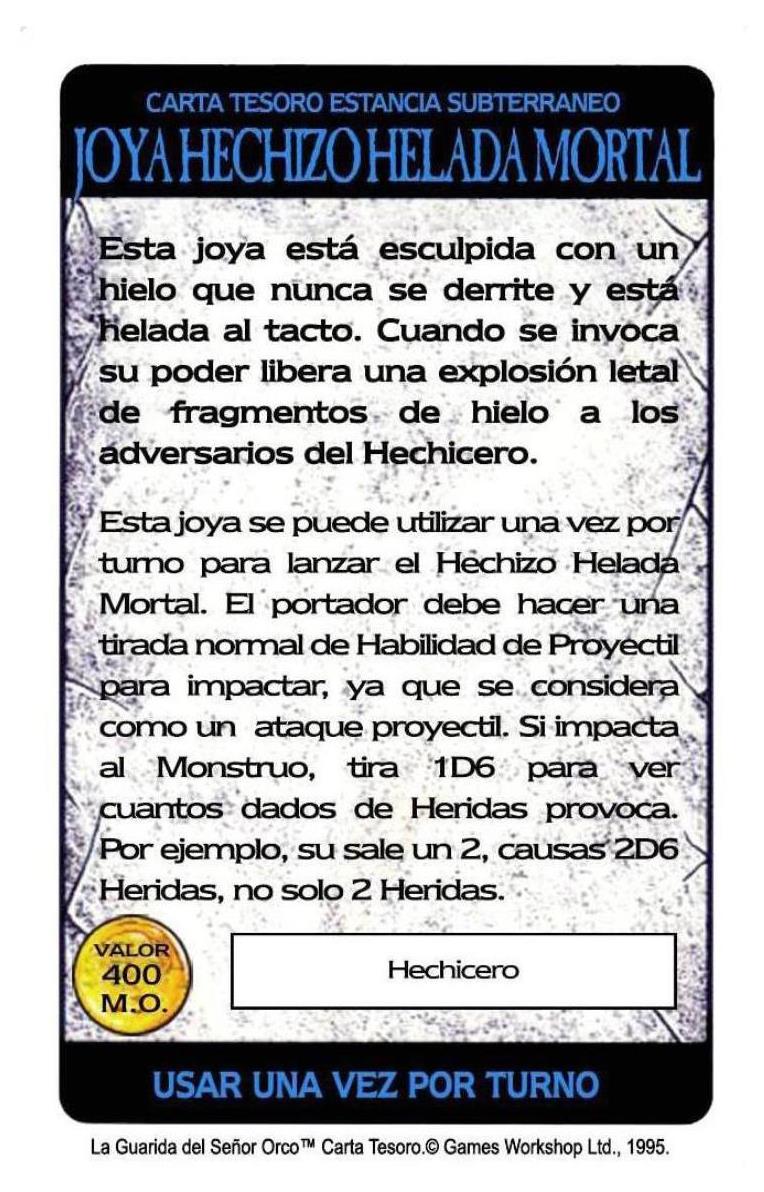 CARTA TESORO ESTANCIA SUBTERRANEO
JOYA HECHIZO HELADA MORTAL
Esta joya está esculpida con un
hielo que nunca se derrite y está
helada al tacto. Cuando se invoca
su poder libera una explosión letal
de fragmentos de hielo a los
adversarios del Hechicero.
Esta joya se puede utilizar una vez por
turno para lanzar el Hechizo Helada
Mortal. El portador debe hacer una
tirada normal de Habilidad de Proyectil
para impactar, ya que se considera
como un ataque proyectil. Si impacta
al Monstruo, tira 1D6 para ver
cuantos dados de Heridas provoca.
Por ejemplo, su sale un 2, causas 2D6
Heridas, no solo 2 Heridas.
VALOR
400
M.O.
Hechicero
USAR UNA VEZ POR TURNO
La Guarida del Señor Orco™ Carta Tesoro.© Games Workshop Ltd., 1995.